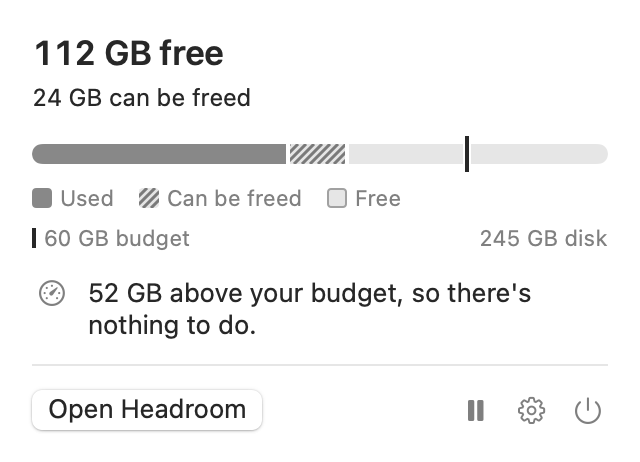 112 GB free
24 GB can be freed
Used Can be freed Free
60 GB budget 245 GB disk
52 GB above your budget, so there's
nothing to do.
Open Headroom